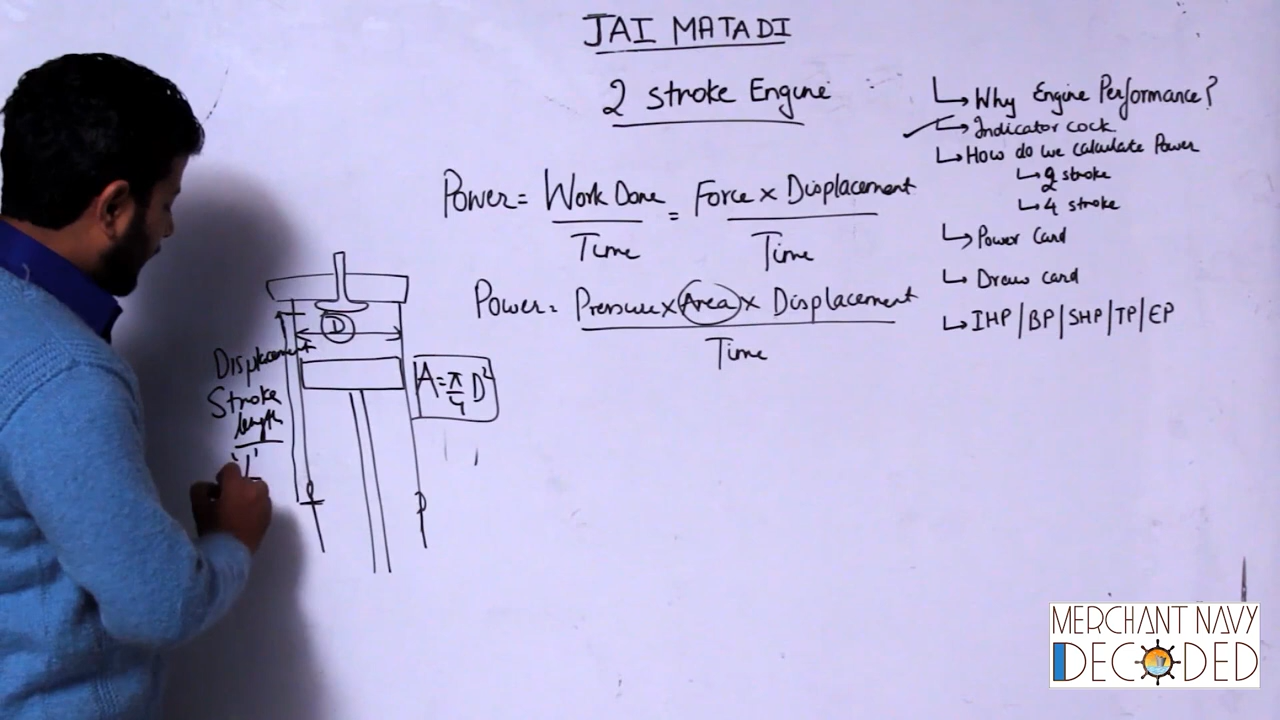 JAI MATADI
2 stroke Engine
Power = Work Done / Time = Force x Displacement / Time
Power = Pressure x Area x Displacement / Time
D
Displacement
Stroke
length
'L'
A = π/4 D²
Why Engine Performance?
Indicator cock
How do we calculate Power
2 stroke
4 stroke
Power card
Draw card
IHP | BP | SHP | TP | EP
MERCHANT NAVY
DECODED